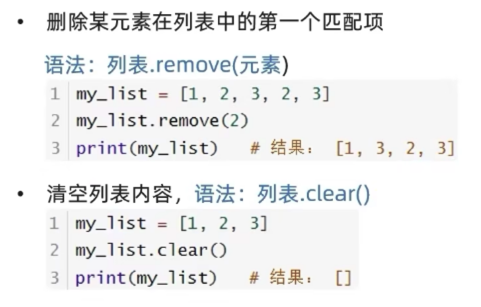 • 删除某元素在列表中的第一个匹配项
语法：列表.remove(元素)
1 my_list = [1, 2, 3, 2, 3]
2 my_list.remove(2)
3 print(my_list) # 结果： [1, 3, 2, 3]
• 清空列表内容，语法：列表.clear()
1 my_list = [1, 2, 3]
2 my_list.clear()
3 print(my_list) # 结果： []